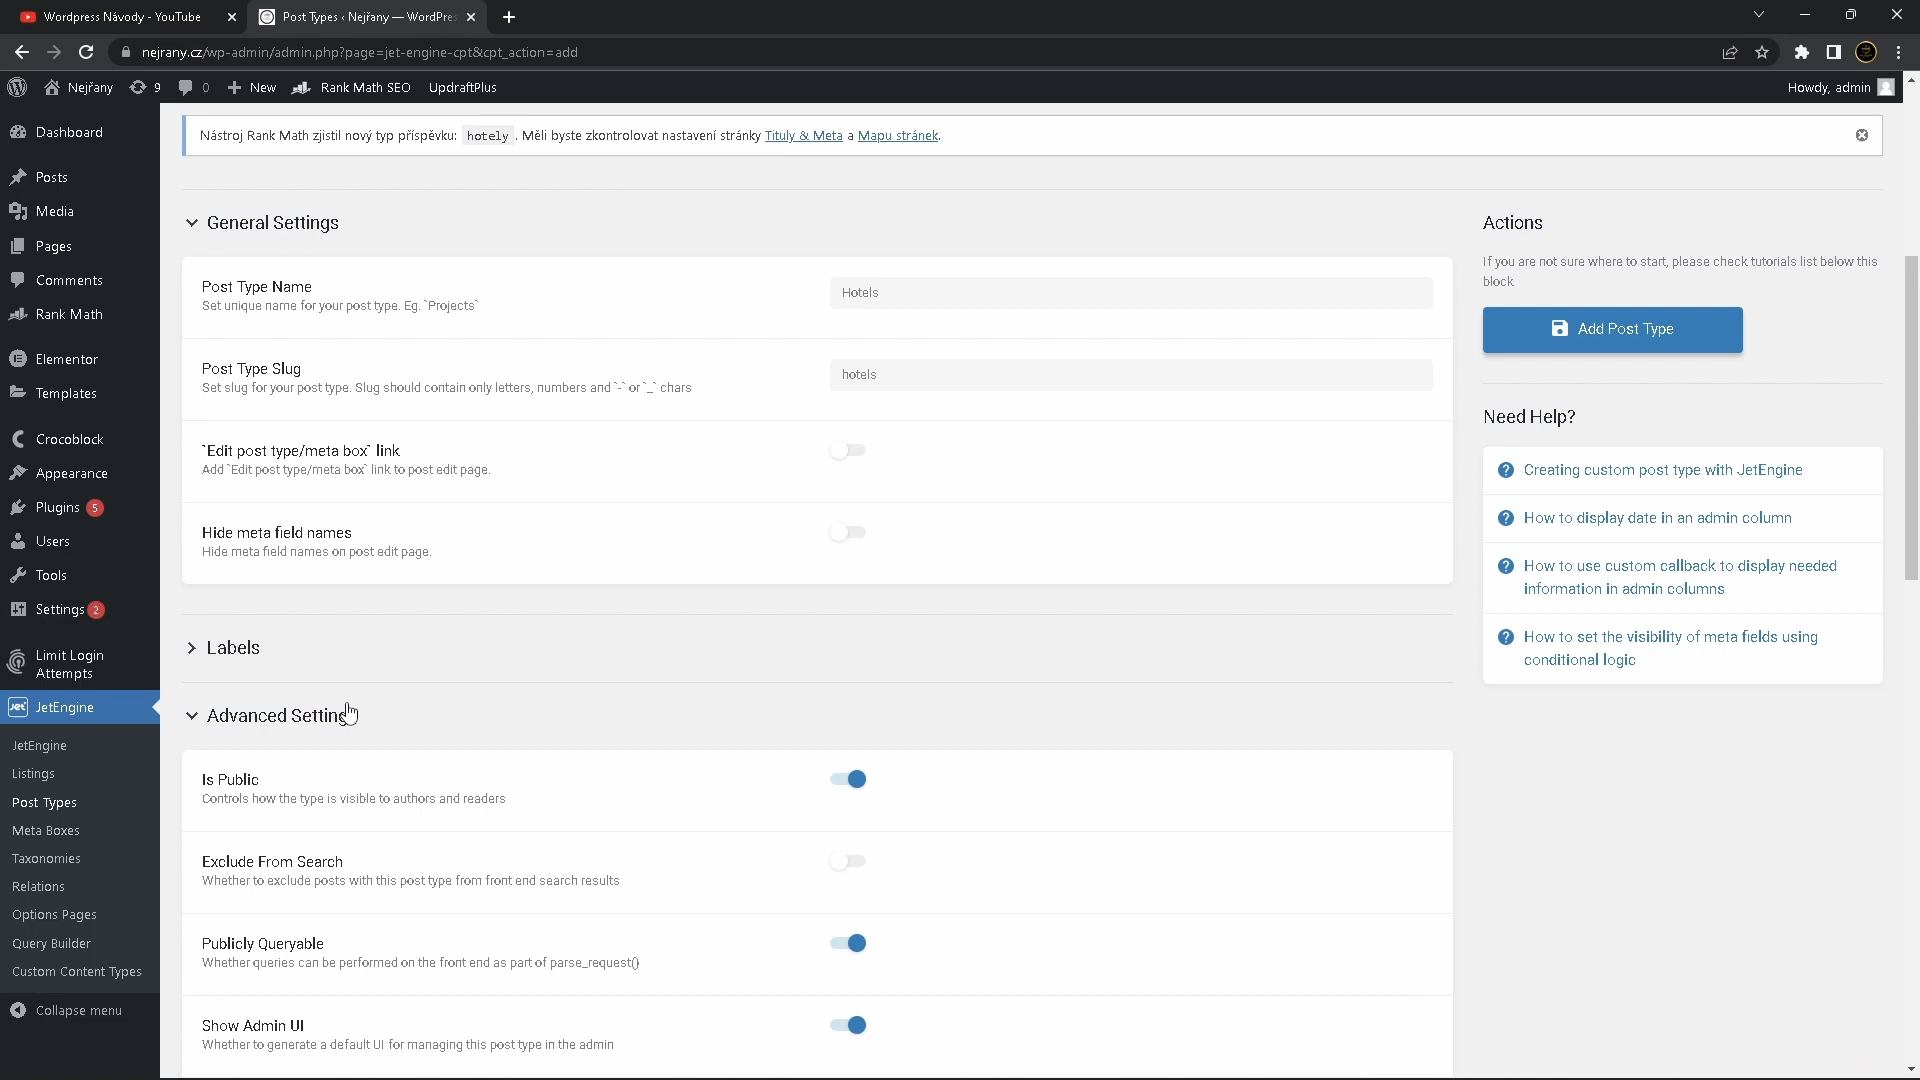 Wordpress Návody - YouTube
Post Types ‹ Nejřany — WordPres
nejrany.cz/wp-admin/admin.php?page=jet-engine-cpt&cpt_action=add
Nejřany
9
0
New
Rank Math SEO
UpdraftPlus
Howdy, admin
Dashboard
Posts
Media
Pages
Comments
Rank Math
Elementor
Templates
Crocoblock
Appearance
Plugins 5
Users
Tools
Settings 2
Limit Login
Attempts
JetEngine
JetEngine
Listings
Post Types
Meta Boxes
Taxonomies
Relations
Options Pages
Query Builder
Custom Content Types
Collapse menu
Nástroj Rank Math zjistil nový typ příspěvku: hotely . Měli byste zkontrolovat nastavení stránky Tituly & Meta a Mapu stránek.
General Settings
Post Type Name
Set unique name for your post type. Eg. `Projects`
Hotels
Post Type Slug
Set slug for your post type. Slug should contain only letters, numbers and `-` or `_` chars
hotels
`Edit post type/meta box` link
Add `Edit post type/meta box` link to post edit page.
Hide meta field names
Hide meta field names on post edit page.
Labels
Advanced Setting
Is Public
Controls how the type is visible to authors and readers
Exclude From Search
Whether to exclude posts with this post type from front end search results
Publicly Queryable
Whether queries can be performed on the front end as part of parse_request()
Show Admin UI
Whether to generate a default UI for managing this post type in the admin
Actions
If you are not sure where to start, please check tutorials list below this
block
Add Post Type
Need Help?
Creating custom post type with JetEngine
How to display date in an admin column
How to use custom callback to display needed
information in admin columns
How to set the visibility of meta fields using
conditional logic